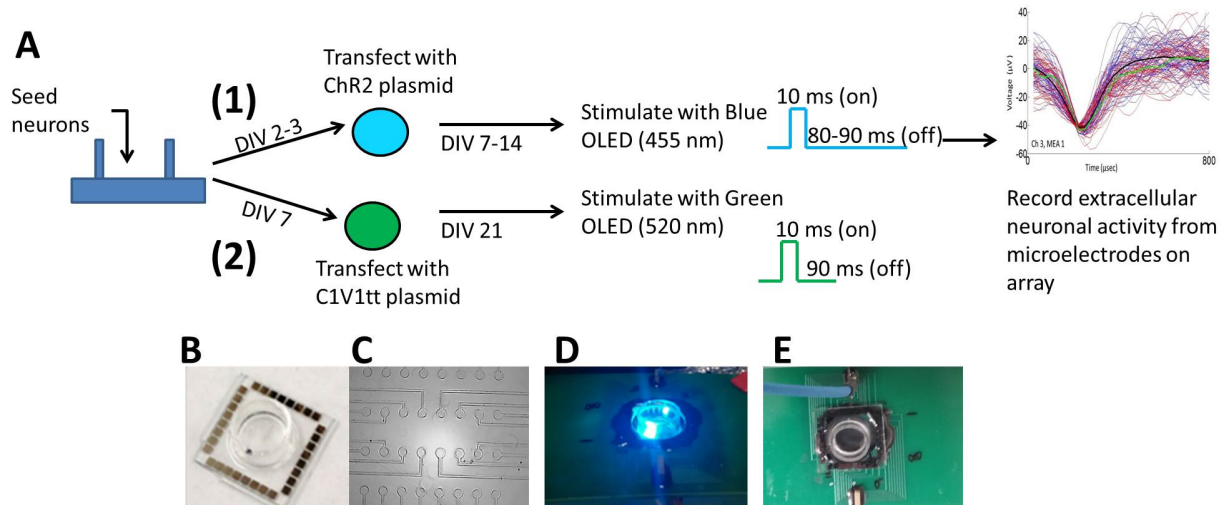 A
Seed
neurons
(1)
DIV 2-3
Transfect with
ChR2 plasmid
DIV 7-14
Stimulate with Blue
OLED (455 nm)
10 ms (on)
80-90 ms (off)
(2)
DIV 7
Transfect with
C1V1tt plasmid
DIV 21
Stimulate with Green
OLED (520 nm)
10 ms (on)
90 ms (off)
Voltage (µV)
40
20
0
-20
-40
-60
Ch 3, MEA 1
0
800
Time (µsec)
Record extracellular
neuronal activity from
microelectrodes on
array
B
C
D
E